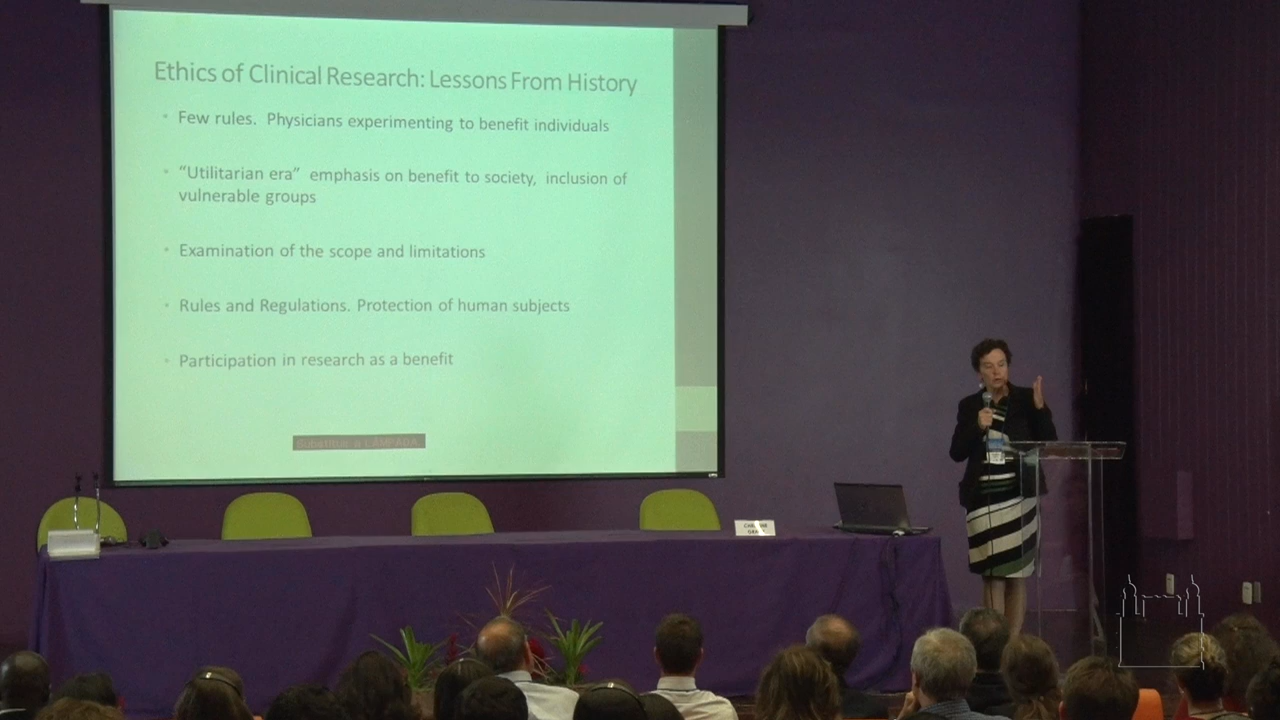 Ethics of Clinical Research: Lessons From History
• Few rules. Physicians experimenting to benefit individuals
• “Utilitarian era” emphasis on benefit to society, inclusion of
vulnerable groups
• Examination of the scope and limitations
• Rules and Regulations. Protection of human subjects
• Participation in research as a benefit
Substituir a LÂMPADA